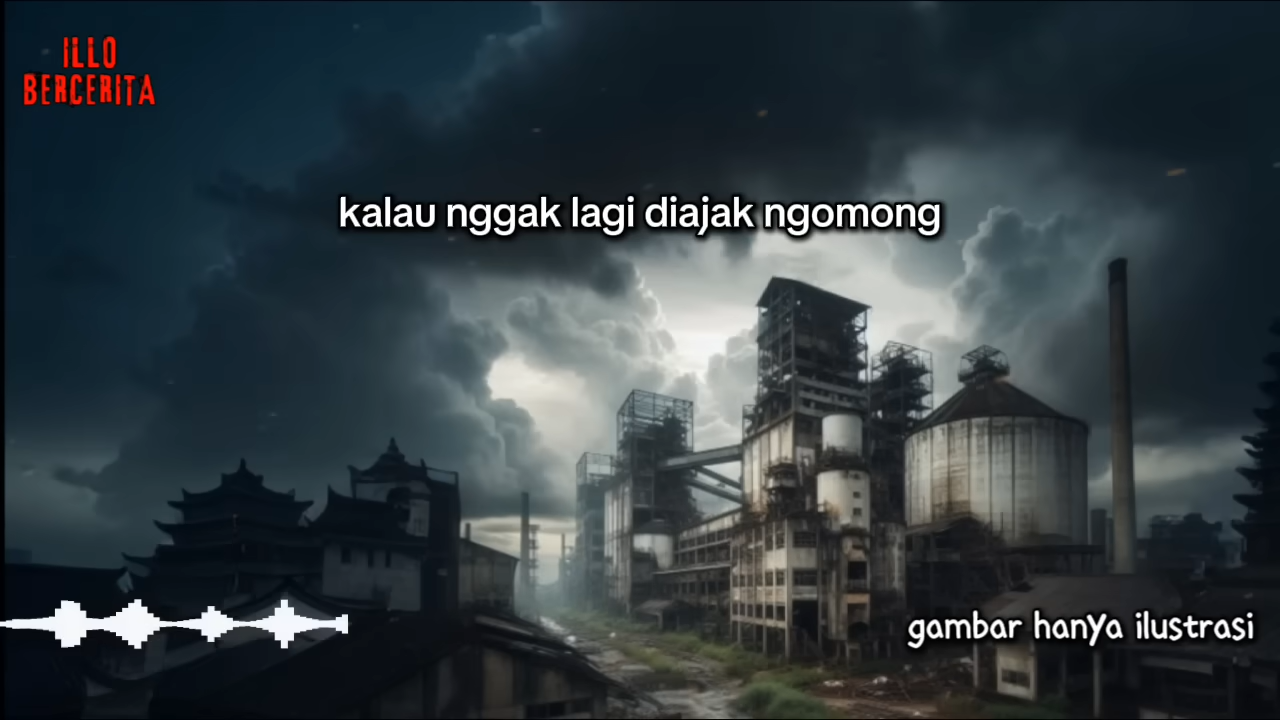 ILLO
BERCERITA
kalau nggak lagi diajak ngomong
gambar hanya ilustrasi